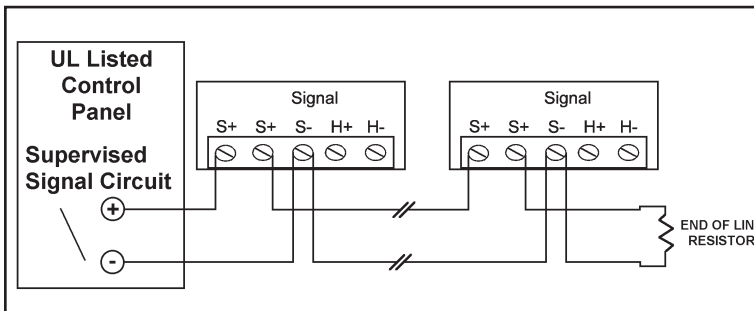 UL Listed
Control
Panel
Supervised
Signal Circuit
+
-
Signal
S+ S+ S- H+ H-
Signal
S+ S+ S- H+ H-
END OF LIN
RESISTOR